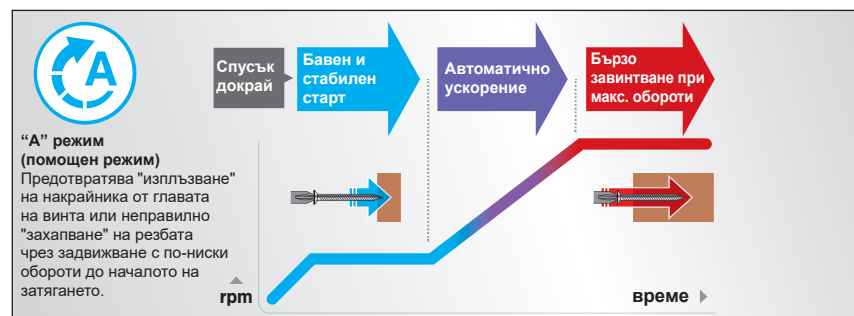 A
Спусък
докрай
Бавен и
стабилен
старт
Автоматично
ускорение
Бързо
завинтване при
макс. обороти
“A” режим
(помощен режим)
Предотвратява "изплъзване"
на накрайника от главата
на винта или неправилно
"захапване" на резбата
чрез задвижване с по-ниски
обороти до началото на
затягането.
rpm
време